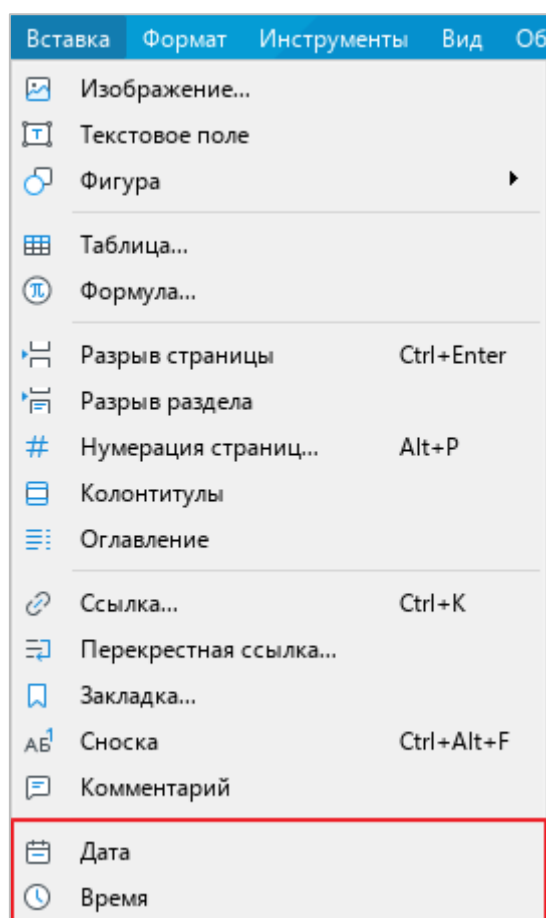 Вставка Формат Инструменты Вид Об
Изображение...
Текстовое поле
Фигура
Таблица...
Формула...
Разрыв страницы Ctrl+Enter
Разрыв раздела
Нумерация страниц... Alt+P
Колонтитулы
Оглавление
Ссылка... Ctrl+K
Перекрестная ссылка...
Закладка...
Сноска Ctrl+Alt+F
Комментарий
Дата
Время